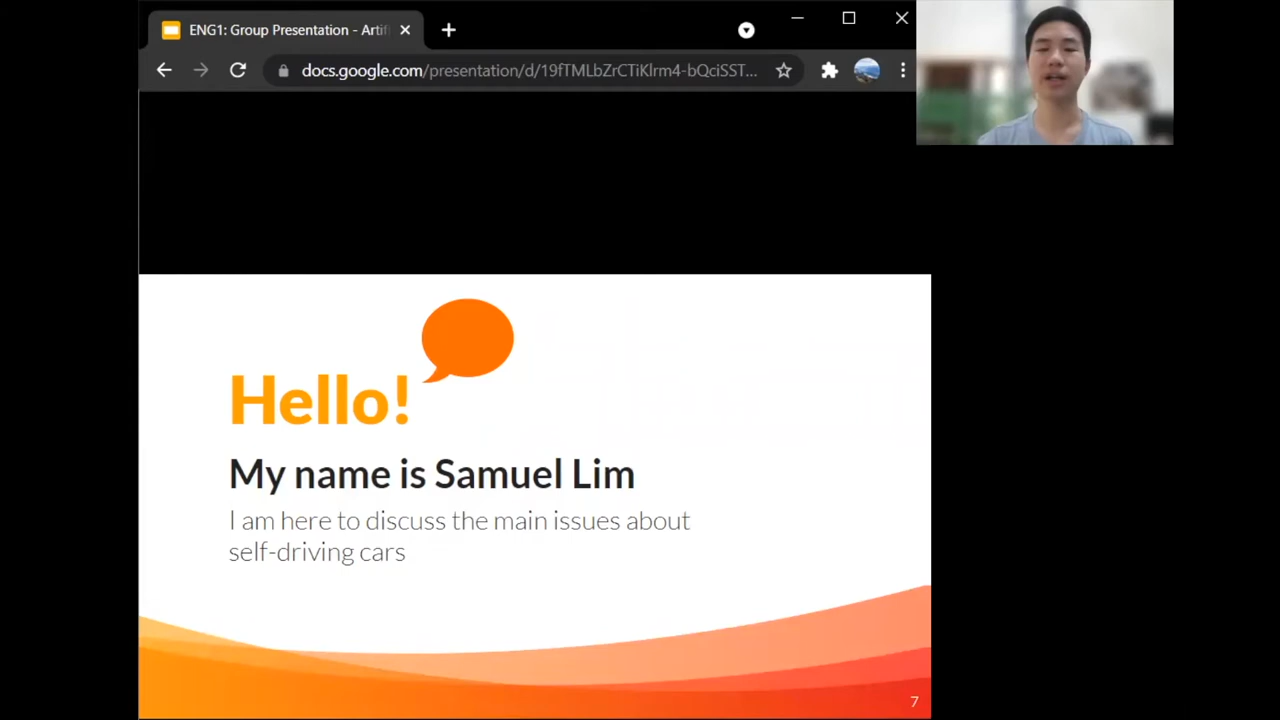 ENG1: Group Presentation - Artif
docs.google.com/presentation/d/19fTMLbZrCTiKlrm4-bQciSST...
Hello!
My name is Samuel Lim
I am here to discuss the main issues about
self-driving cars
7